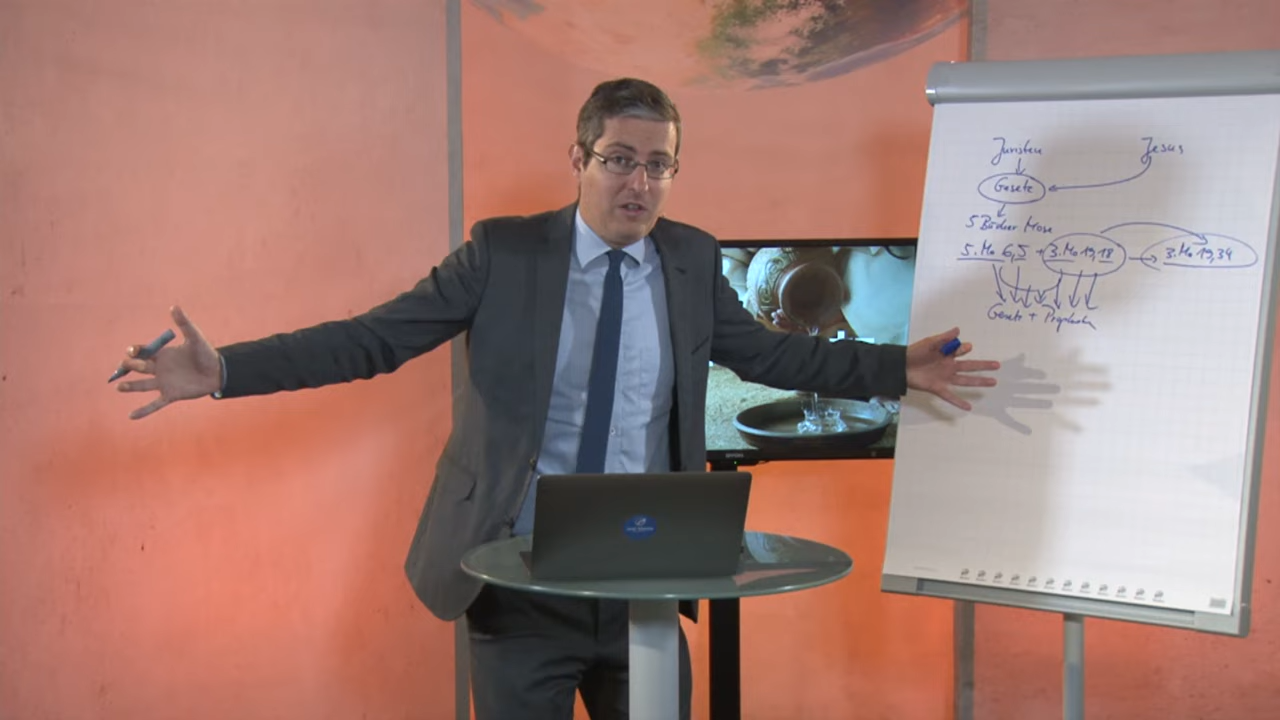 Juristen Jesus
Gesetz
5 Bücher Mose
5.Mo 6,5 + 3.Mo 19,18 3.Mo 19,34
Gesetz + Propheten